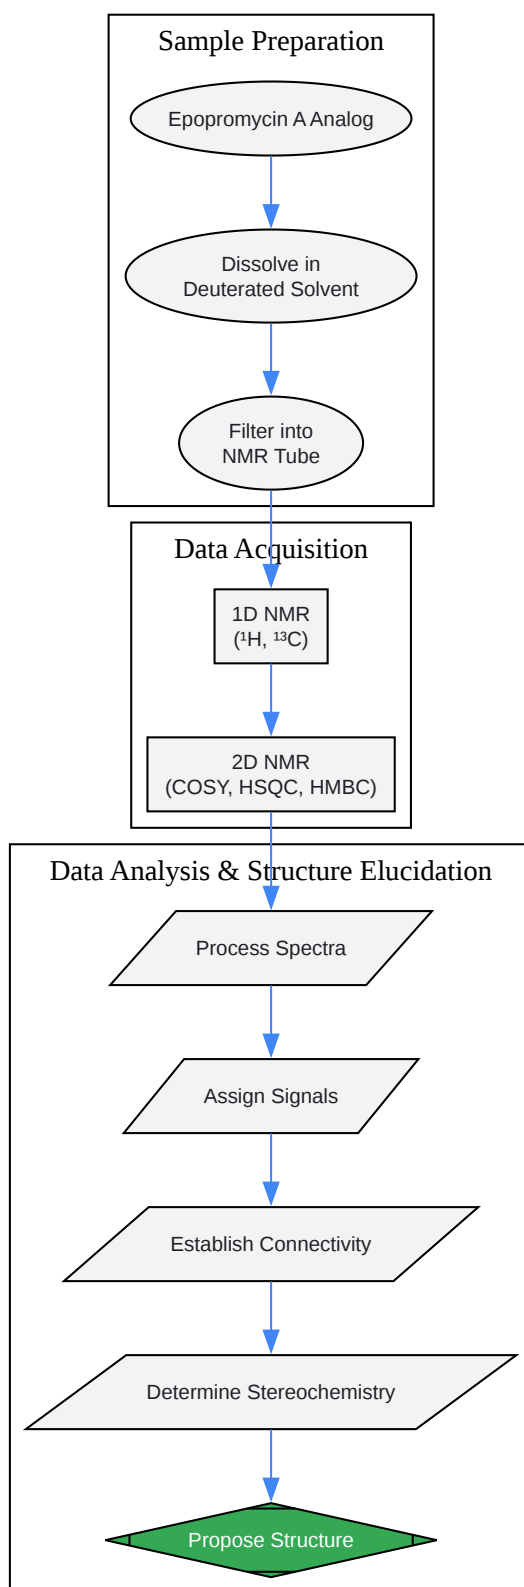 Sample Preparation
Epopromycin A Analog
Dissolve in
Deuterated Solvent
Filter into
NMR Tube
Data Acquisition
1D NMR
(¹H, ¹³C)
2D NMR
(COSY, HSQC, HMBC)
Data Analysis & Structure Elucidation
Process Spectra
Assign Signals
Establish Connectivity
Determine Stereochemistry
Propose Structure